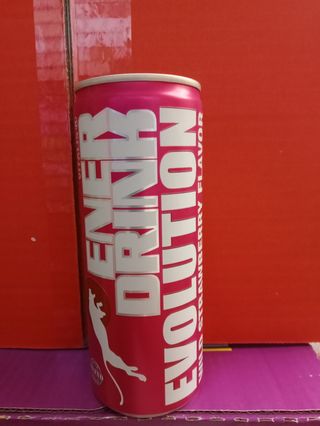 ENER
DRINK
EVOLUTION
STRAWBERRY FLAVOR